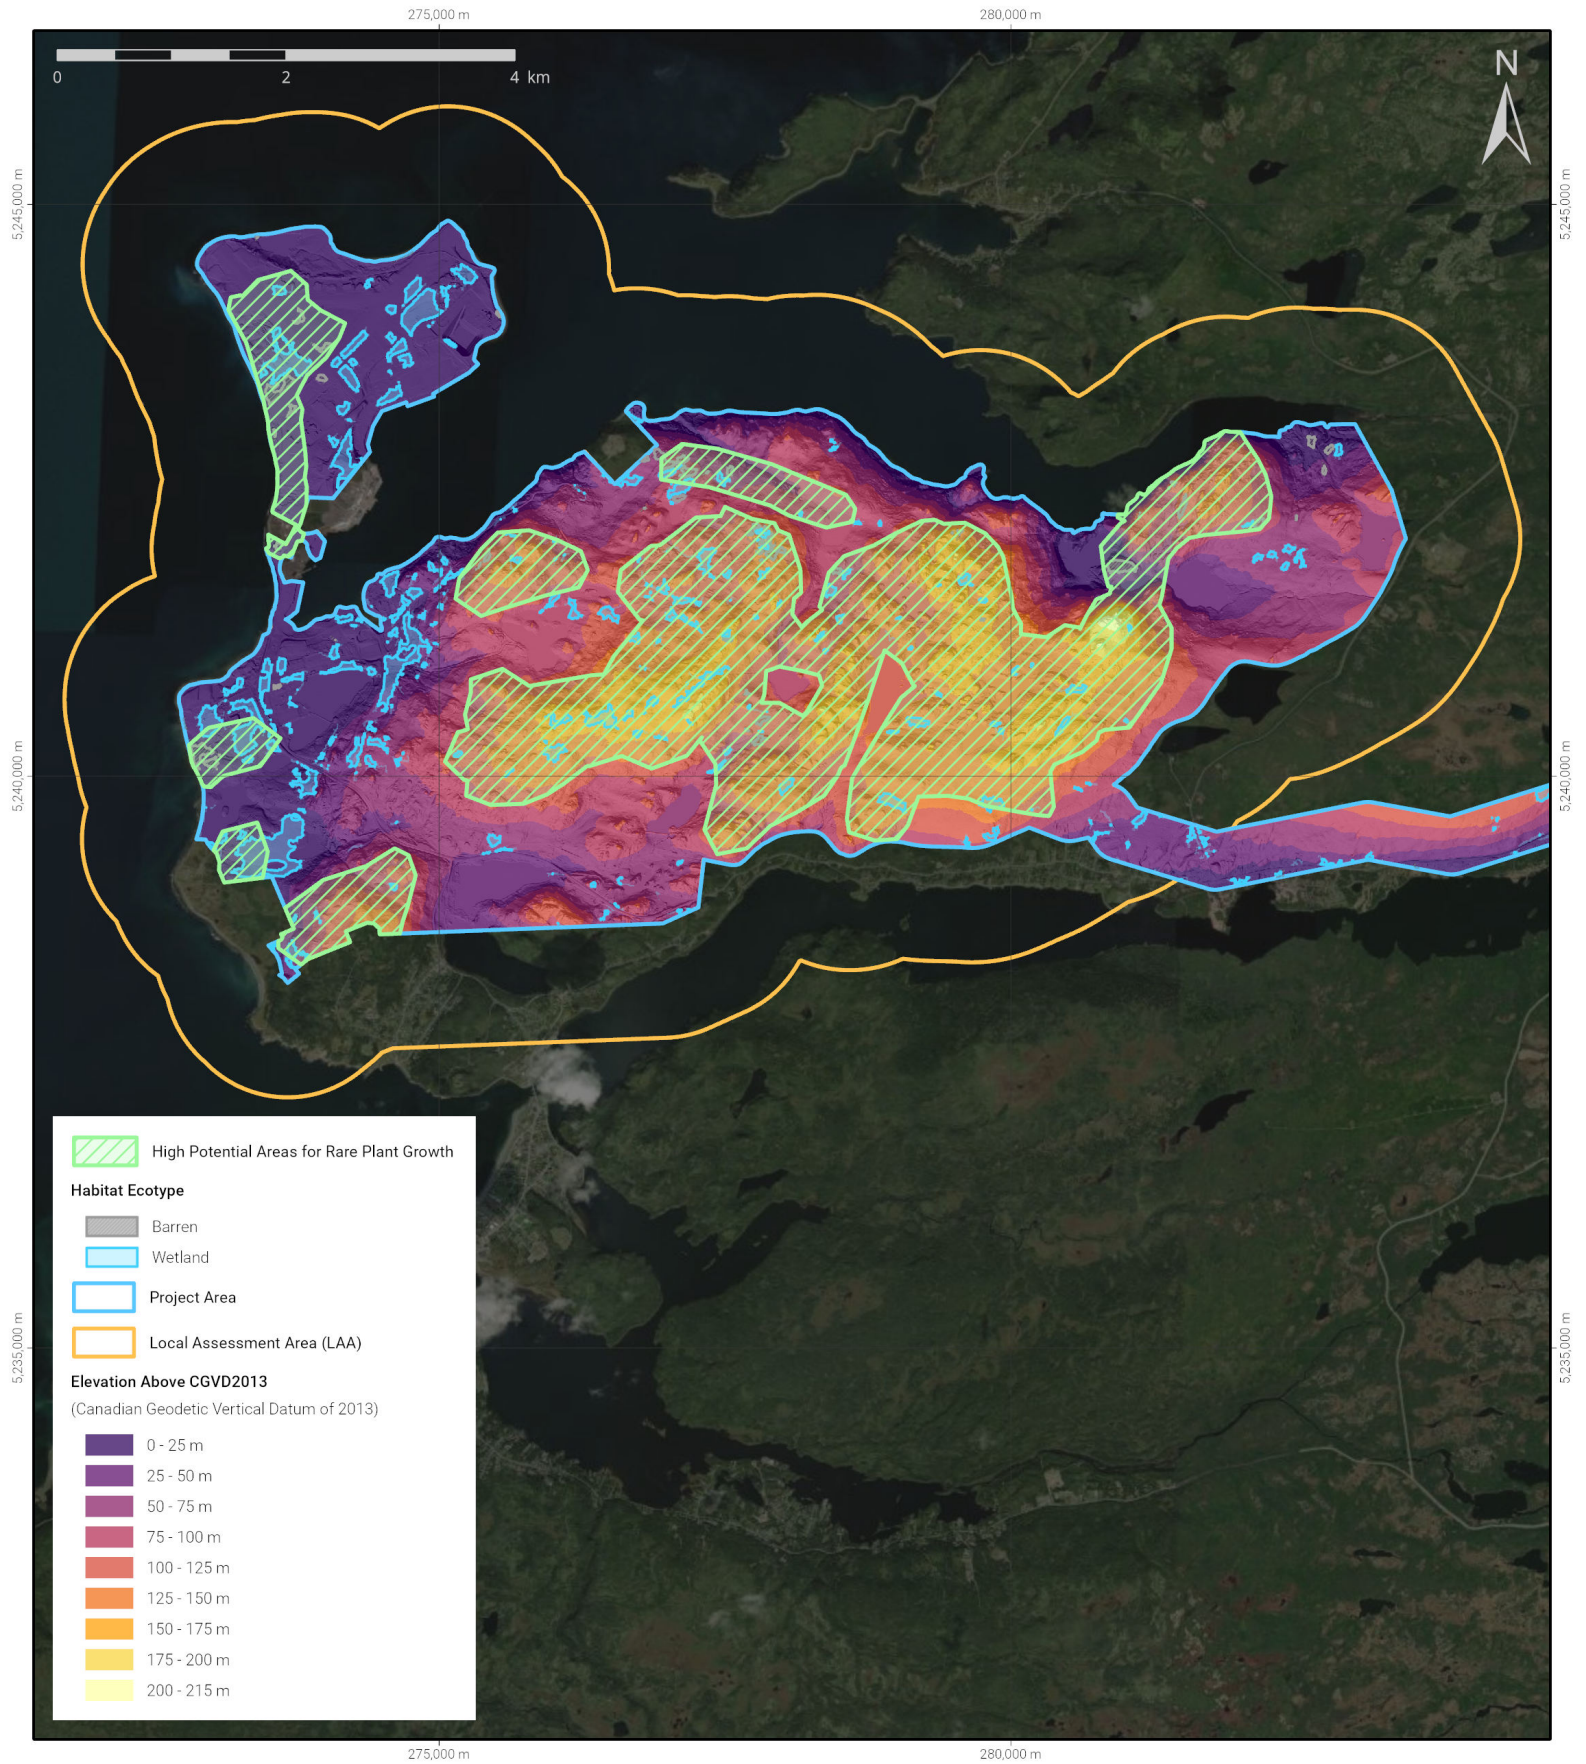 275,000 m
280,000 m
0
2
4 km
N
5,245,000 m
5,245,000 m
5,240,000 m
5,240,000 m
5,235,000 m
5,235,000 m
High Potential Areas for Rare Plant Growth
Habitat Ecotype
Barren
Wetland
Project Area
Local Assessment Area (LAA)
Elevation Above CGVD2013
(Canadian Geodetic Vertical Datum of 2013)
0 - 25 m
25 - 50 m
50 - 75 m
75 - 100 m
100 - 125 m
125 - 150 m
150 - 175 m
175 - 200 m
200 - 215 m
275,000 m
280,000 m